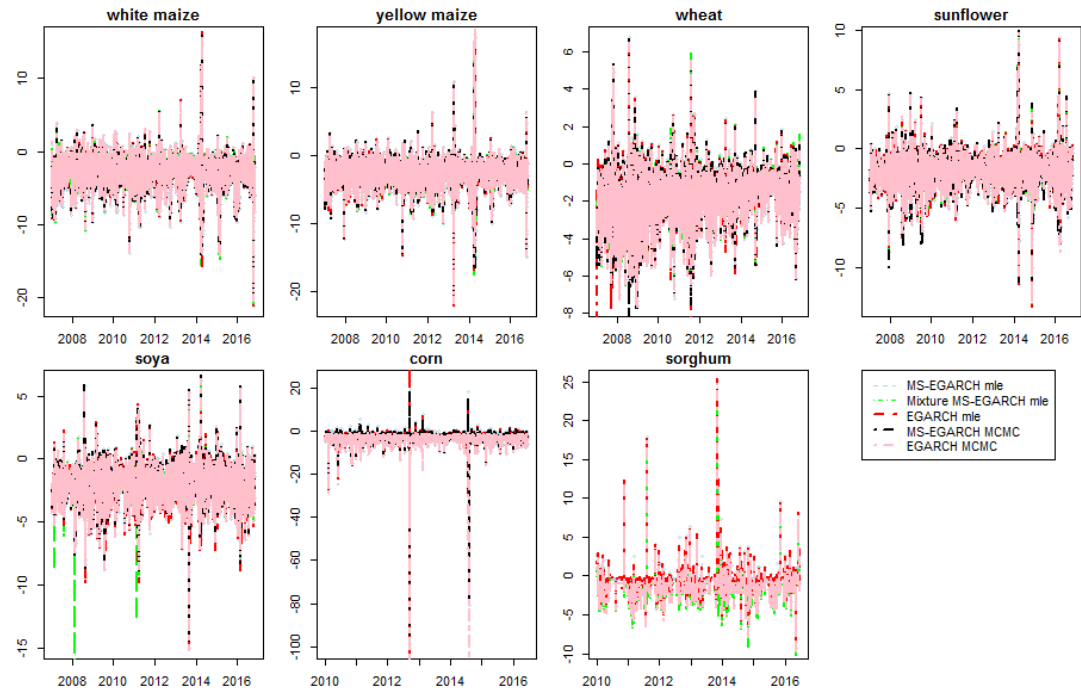 white maize
10
0
-10
-20
2008 2010 2012 2014 2016
yellow maize
10
0
-10
-20
2008 2010 2012 2014 2016
wheat
6
4
2
0
-2
-4
-6
-8
2008 2010 2012 2014 2016
sunflower
10
5
0
-5
-10
2008 2010 2012 2014 2016
soya
5
0
-5
-10
-15
2008 2010 2012 2014 2016
corn
20
0
-20
-40
-60
-80
-100
2010 2012 2014 2016
sorghum
25
20
15
10
5
0
-5
-10
2010 2012 2014 2016
MS-EGARCH mle
Mixture MS-EGARCH mle
EGARCH mle
MS-EGARCH MCMC
EGARCH MCMC